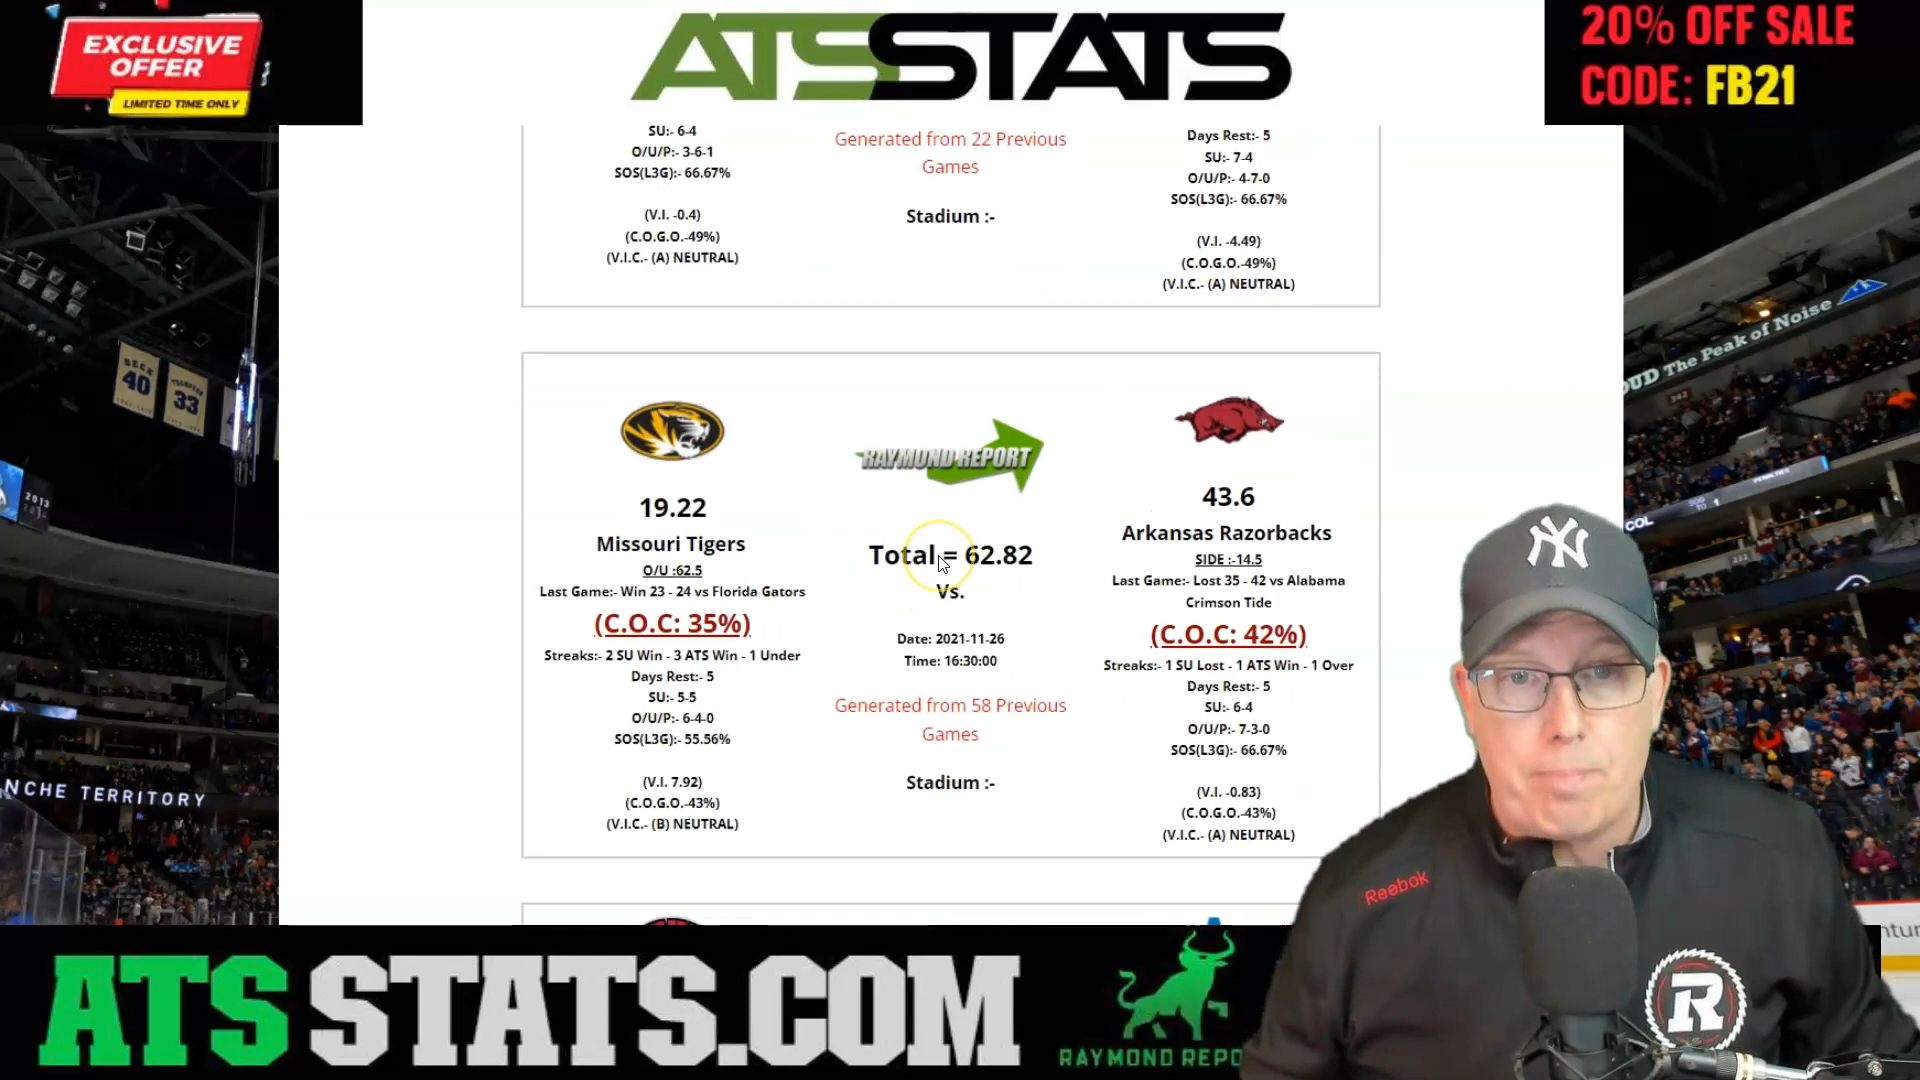 EXCLUSIVE
OFFER
LIMITED TIME ONLY
ATSSTATS
20% OFF SALE
CODE: FB21
SU:- 6-4
O/U/P:- 3-6-1
SOS(L3G):- 66.67%
(V.I. -0.4)
(C.O.G.O.-49%)
(V.I.C.- (A) NEUTRAL)
Generated from 22 Previous
Games
Stadium :-
Days Rest:- 5
SU:- 7-4
O/U/P:- 4-7-0
SOS(L3G):- 66.67%
(V.I. -4.49)
(C.O.G.O.-49%)
(V.I.C.- (A) NEUTRAL)
BECK
40
33
2013
The Peak of Noise
COL
NCHE TERRITORY
19.22
Missouri Tigers
O/U :62.5
Last Game:- Win 23 - 24 vs Florida Gators
(C.O.C: 35%)
Streaks:- 2 SU Win - 3 ATS Win - 1 Under
Days Rest:- 5
SU:- 5-5
O/U/P:- 6-4-0
SOS(L3G):- 55.56%
(V.I. 7.92)
(C.O.G.O.-43%)
(V.I.C.- (B) NEUTRAL)
RAYMOND REPORT
Total = 62.82
Vs.
Date: 2021-11-26
Time: 16:30:00
Generated from 58 Previous
Games
Stadium :-
43.6
Arkansas Razorbacks
SIDE :-14.5
Last Game:- Lost 35 - 42 vs Alabama
Crimson Tide
(C.O.C: 42%)
Streaks:- 1 SU Lost - 1 ATS Win - 1 Over
Days Rest:- 5
SU:- 6-4
O/U/P:- 7-3-0
SOS(L3G):- 66.67%
(V.I. -0.83)
(C.O.G.O.-43%)
(V.I.C.- (A) NEUTRAL)
NY
Reebok
R
ATS STATS.COM
RAYMOND REPO